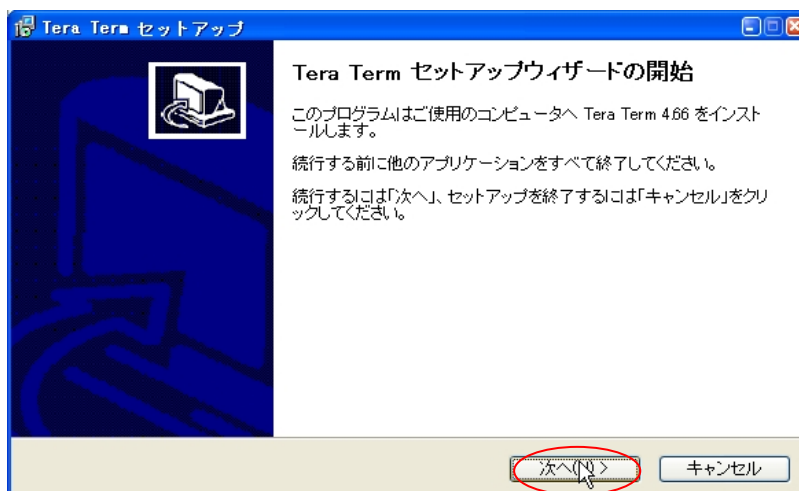 Tera Term セットアップ
Tera Term セットアップウィザードの開始
このプログラムはご使用のコンピュータへ Tera Term 4.66 をインスト
ールします。
続行する前に他のアプリケーションをすべて終了してください。
続行するには「次へ」、セットアップを終了するには「キャンセル」をクリ
ックしてください。
次へ(N) >
キャンセル